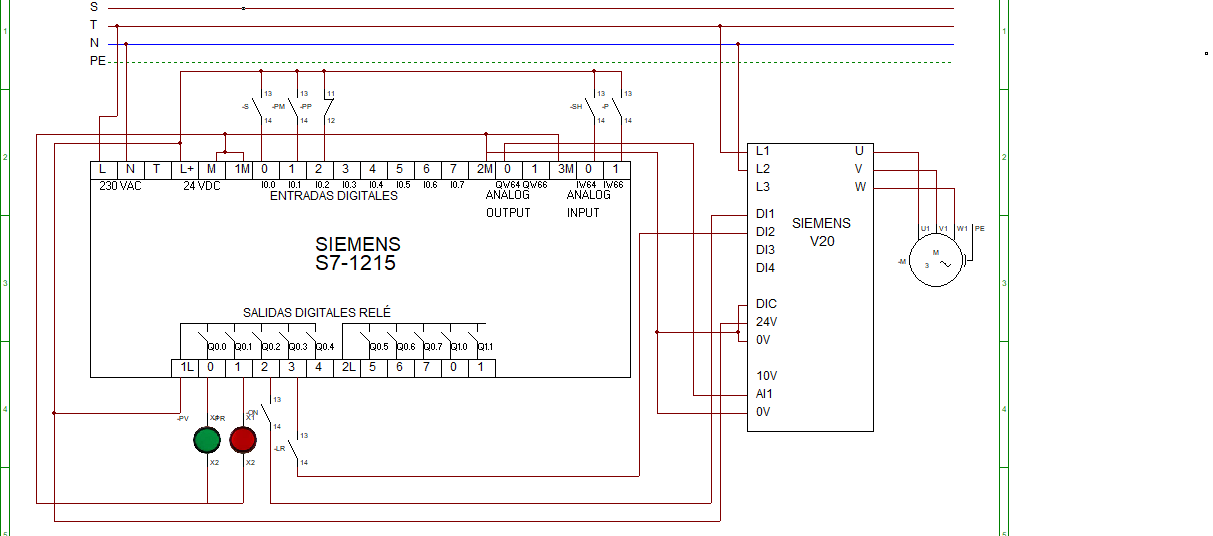 S
T
N
PE
1
1
-S
13
14
-PM
13
14
-PP
11
12
-SH
13
14
-P
13
14
2
2
L N T L+ M 1M 0 1 2 3 4 5 6 7 2M 0 1 3M 0 1
230 VAC 24 VDC I0.0 I0.1 I0.2 I0.3 I0.4 I0.5 I0.6 I0.7 QW64 QW66 IW64 IW66
ENTRADAS DIGITALES
ANALOG
OUTPUT
ANALOG
INPUT
SIEMENS
S7-1215
SALIDAS DIGITALES RELÉ
Q0.0 Q0.1 Q0.2 Q0.3 Q0.4 Q0.5 Q0.6 Q0.7 Q1.0 Q1.1
1L 0 1 2 3 4 2L 5 6 7 0 1
L1
L2
L3
DI1
DI2
DI3
DI4
DIC
24V
0V
10V
AI1
0V
SIEMENS
V20
U
V
W
U1 V1 W1 PE
-M
M
3
3
3
-PV
X1
X2
-PR
X1
X2
-ON
13
14
-LR
13
14
4
4
5
5